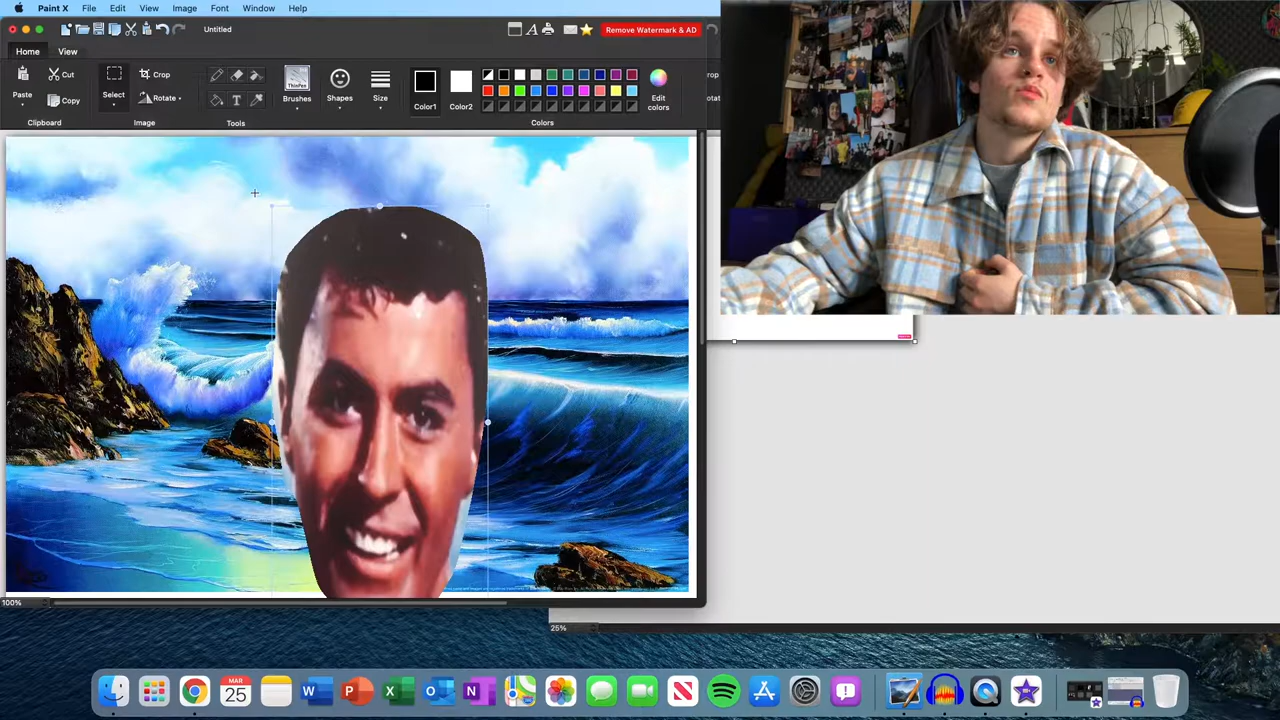 Paint X File Edit View Image Font Window Help
Untitled
Remove Watermark & AD
Home View
Cut
Crop
Paste
Copy
Select
Rotate
Brushes
Shapes
Size
Color1
Color2
Edit
colors
Clipboard
Image
Tools
Colors
100%
25%
MAR
25